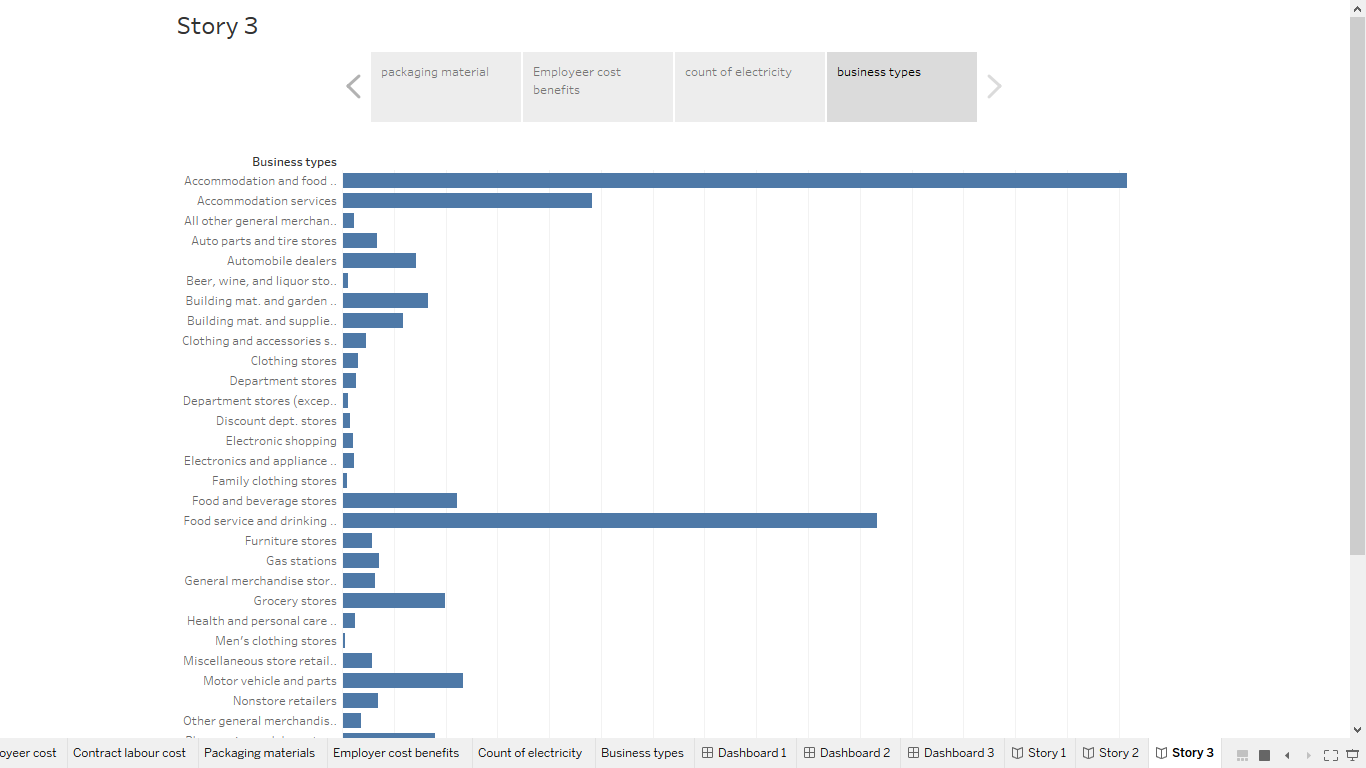 Story 3
packaging material
Employeer cost
benefits
count of electricity
business types
Business types
Accommodation and food ..
Accommodation services
All other general merchan..
Auto parts and tire stores
Automobile dealers
Beer, wine, and liquor sto..
Building mat. and garden ..
Building mat. and supplie..
Clothing and accessories s..
Clothing stores
Department stores
Department stores (excep..
Discount dept. stores
Electronic shopping
Electronics and appliance ..
Family clothing stores
Food and beverage stores
Food service and drinking ..
Furniture stores
Gas stations
General merchandise stor..
Grocery stores
Health and personal care ..
Men's clothing stores
Miscellaneous store retail..
Motor vehicle and parts
Nonstore retailers
Other general merchandis..
oyeer cost
Contract labour cost
Packaging materials
Employer cost benefits
Count of electricity
Business types
Dashboard 1
Dashboard 2
Dashboard 3
Story 1
Story 2
Story 3